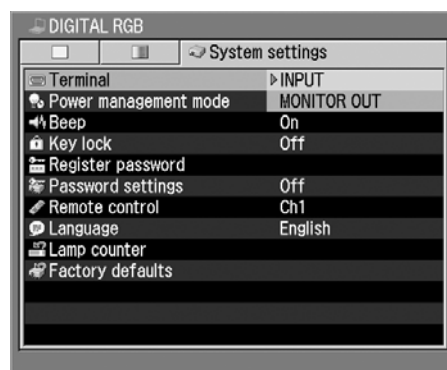 DIGITAL RGB
System settings
Terminal INPUT
Power management mode MONITOR OUT
Beep On
Key lock Off
Register password
Password settings Off
Remote control Ch1
Language English
Lamp counter
Factory defaults